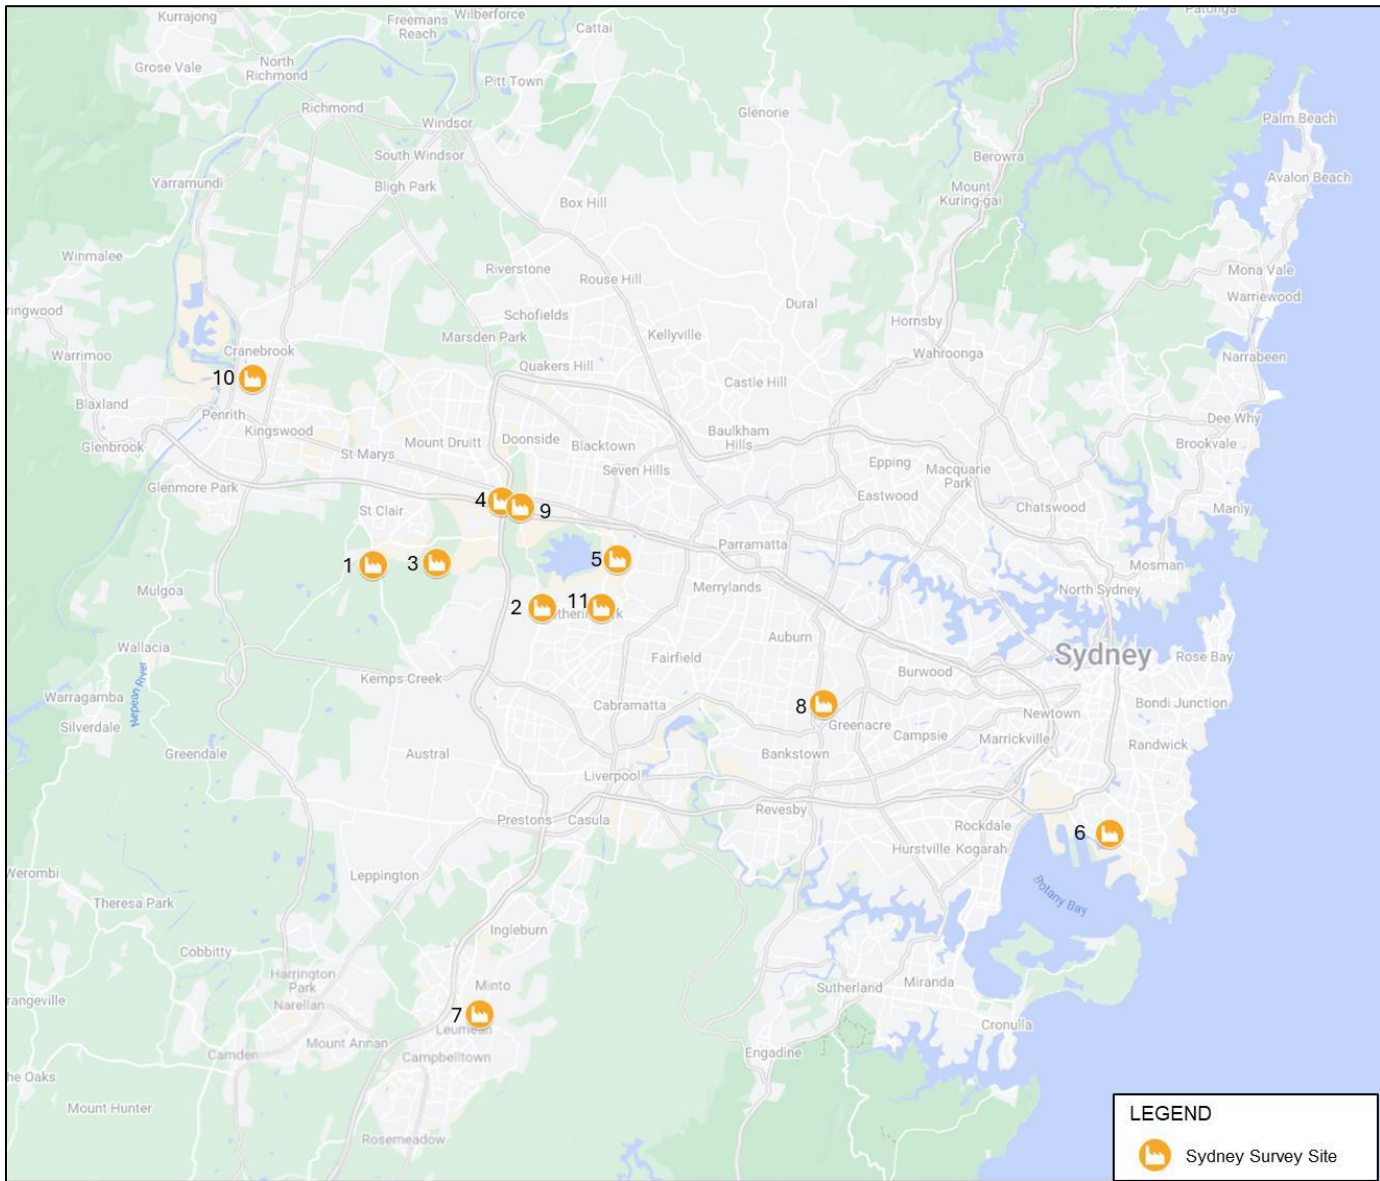 Kurrajong
Freemans
Reach
Wilberforce
Cattai
Patonga
Grose Vale
North
Richmond
Pitt Town
Richmond
Glenorie
Windsor
Palm Beach
South Windsor
Berowra
Yarramundi
Bligh Park
Avalon Beach
Box Hill
Mount
Kuring-gai
Winmalee
Riverstone
Rouse Hill
Mona Vale
ringwood
Schofields
Dural
Warriewood
Marsden Park
Kellyville
Hornsby
Warrimoo
Cranebrook
Wahroonga
Narrabeen
10
Quakers Hill
Castle Hill
Blaxland
Penrith
Kingswood
Mount Druitt
Doonside
Blacktown
Baulkham
Hills
Dee Why
Brookvale
Glenbrook
St Marys
Seven Hills
Epping
Macquarie
Park
Manly
Glenmore Park
4
9
Eastwood
Chatswood
St Clair
Parramatta
1
3
5
Mosman
Mulgoa
Merrylands
North Sydney
2
11
etherill
rk
Auburn
Wallacia
Sydney
Rose Bay
Nepean River
Fairfield
Burwood
Kemps Creek
Warragamba
Cabramatta
8
Newtown
Bondi Junction
Silverdale
Greenacre
Campsie
Marrickville
Greendale
Austral
Bankstown
Randwick
Liverpool
Revesby
Prestons
Casula
Rockdale
6
Hurstville
Kogarah
Werombi
Leppington
Botany Bay
Theresa Park
Ingleburn
Cobbitty
Harrington
Park
Minto
Miranda
Sutherland
rangeville
Narellan
7
Leumeah
Cronulla
Mount Annan
Camden
Campbelltown
Engadine
he Oaks
Mount Hunter
Rosemeadow
LEGEND
Sydney Survey Site